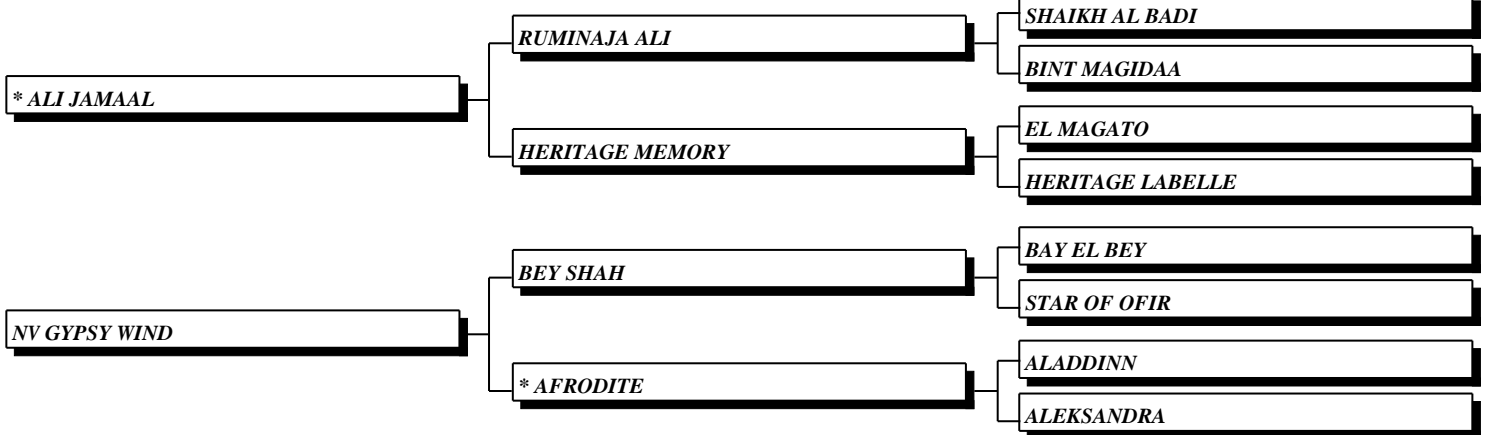 SHAIKH AL BADI
RUMINAJA ALI
BINT MAGIDAA
* ALI JAMAAL
EL MAGATO
HERITAGE MEMORY
HERITAGE LABELLE
BAY EL BEY
BEY SHAH
STAR OF OFIR
NV GYPSY WIND
ALADDINN
* AFRODITE
ALEKSANDRA